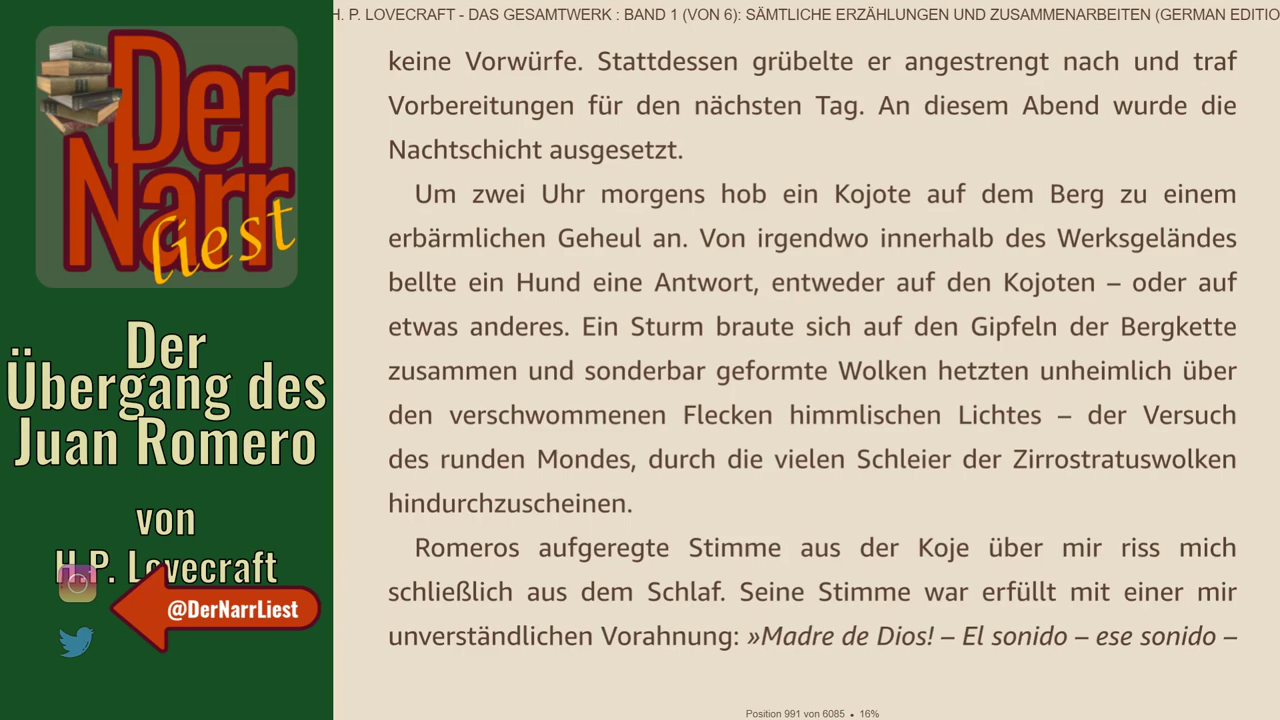 Der
Narr
liest
Der
Übergang des
Juan Romero
von
H.P. Lovecraft
@DerNarrLiest
H. P. LOVECRAFT - DAS GESAMTWERK : BAND 1 (VON 6): SÄMTLICHE ERZÄHLUNGEN UND ZUSAMMENARBEITEN (GERMAN EDITIO
keine Vorwürfe. Stattdessen grübelte er angestrengt nach und traf
Vorbereitungen für den nächsten Tag. An diesem Abend wurde die
Nachtschicht ausgesetzt.
Um zwei Uhr morgens hob ein Kojote auf dem Berg zu einem
erbärmlichen Geheul an. Von irgendwo innerhalb des Werksgeländes
bellte ein Hund eine Antwort, entweder auf den Kojoten – oder auf
etwas anderes. Ein Sturm braute sich auf den Gipfeln der Bergkette
zusammen und sonderbar geformte Wolken hetzten unheimlich über
den verschwommenen Flecken himmlischen Lichtes – der Versuch
des runden Mondes, durch die vielen Schleier der Zirrostratuswolken
hindurchzuscheinen.
Romeros aufgeregte Stimme aus der Koje über mir riss mich
schließlich aus dem Schlaf. Seine Stimme war erfüllt mit einer mir
unverständlichen Vorahnung: »Madre de Dios! – El sonido – ese sonido –
Position 991 von 6085 • 16%